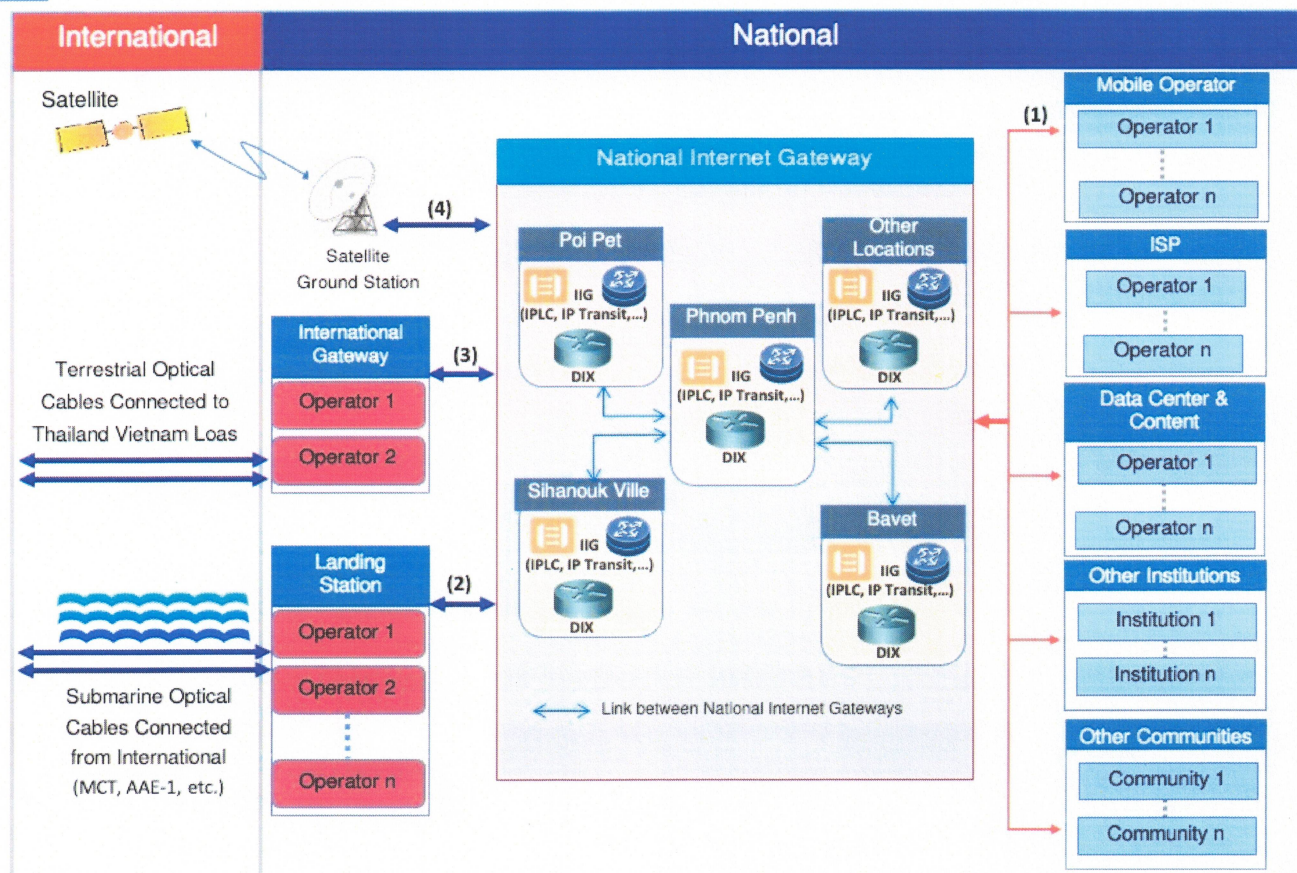 International
National
Satellite
Satellite
Ground Station
(4)
International
Gateway
Operator 1
Operator 2
(3)
Terrestrial Optical
Cables Connected to
Thailand Vietnam Loas
Landing
Station
Operator 1
Operator 2
Operator n
(2)
Submarine Optical
Cables Connected
from International
(MCT, AAE-1, etc.)
National Internet Gateway
Poi Pet
IIG
(IPLC, IP Transit,...)
DIX
Other
Locations
IIG
(IPLC, IP Transit,...)
DIX
Phnom Penh
IIG
(IPLC, IP Transit,...)
DIX
Sihanouk Ville
IIG
(IPLC, IP Transit,...)
DIX
Bavet
IIG
(IPLC, IP Transit,...)
DIX
Link between National Internet Gateways
(1)
Mobile Operator
Operator 1
Operator n
ISP
Operator 1
Operator n
Data Center &
Content
Operator 1
Operator n
Other Institutions
Institution 1
Institution n
Other Communities
Community 1
Community n